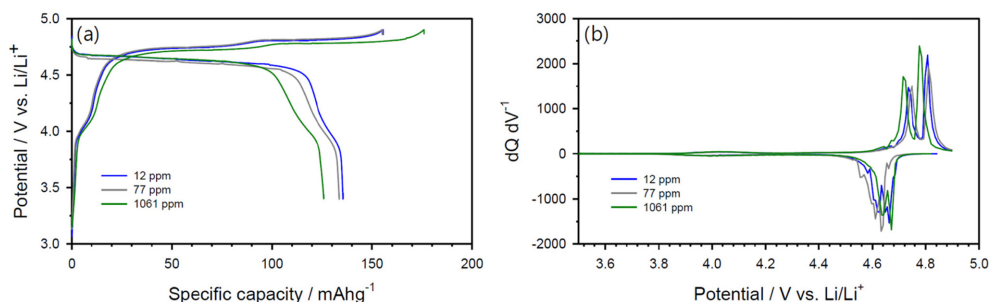 (a)
Potential / V vs. Li/Li⁺
5.0
4.5
4.0
3.5
3.0
12 ppm
77 ppm
1061 ppm
0
50
100
150
200
Specific capacity / mAhg⁻¹
(b)
dQ dV⁻¹
3000
2000
1000
0
-1000
-2000
12 ppm
77 ppm
1061 ppm
3.6
3.8
4.0
4.2
4.4
4.6
4.8
5.0
Potential / V vs. Li/Li⁺